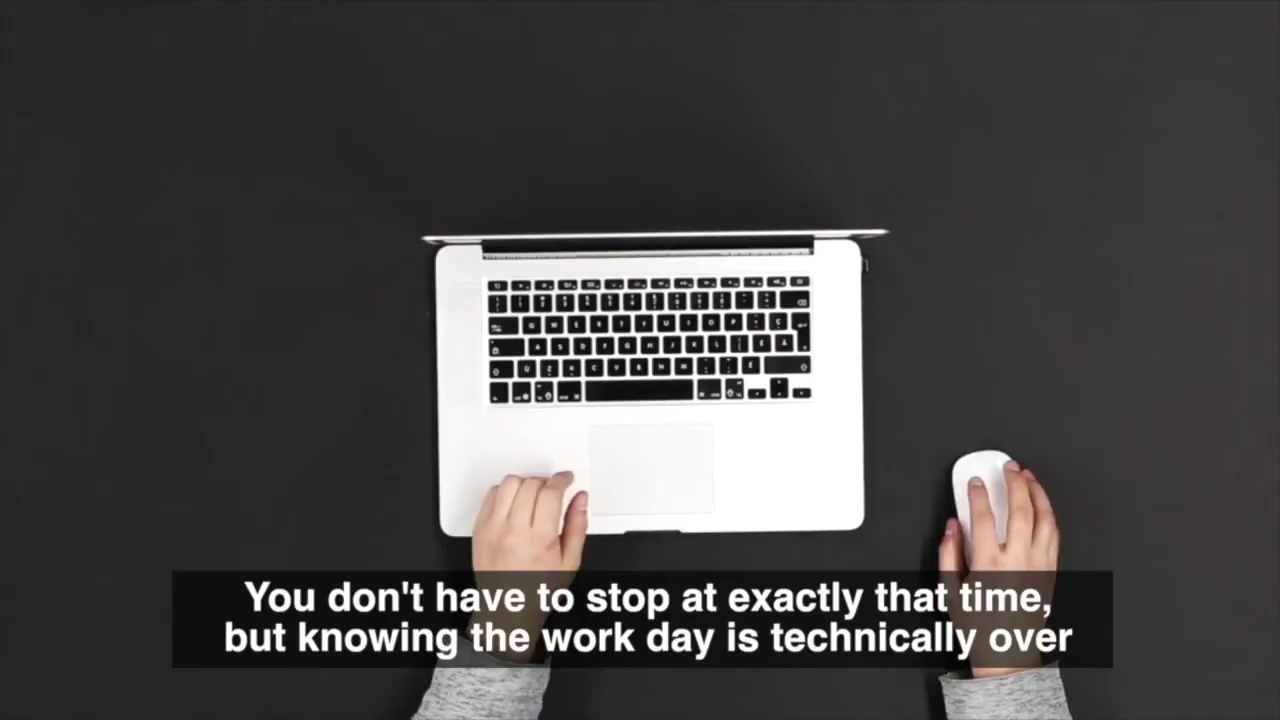 You don't have to stop at exactly that time,
but knowing the work day is technically over